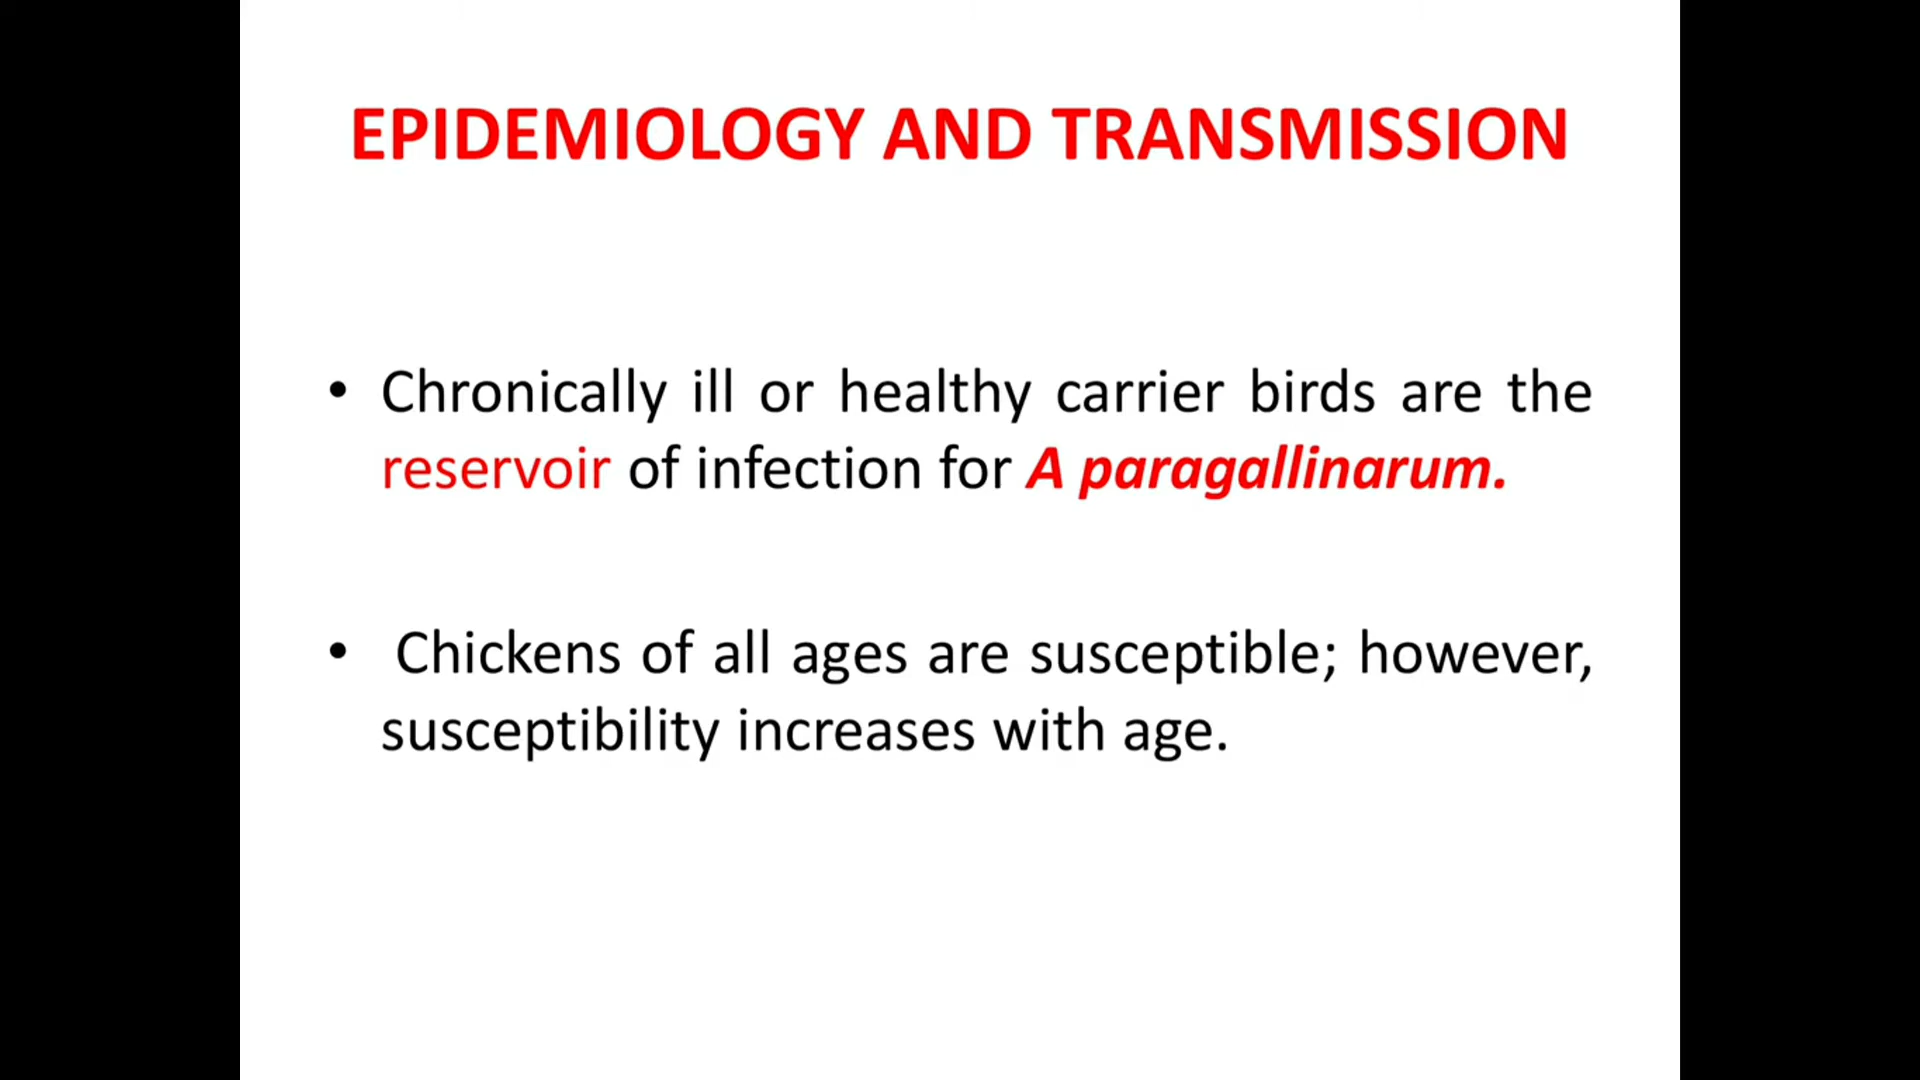 EPIDEMIOLOGY AND TRANSMISSION
• Chronically ill or healthy carrier birds are the
reservoir of infection for A paragallinarum.
• Chickens of all ages are susceptible; however,
susceptibility increases with age.